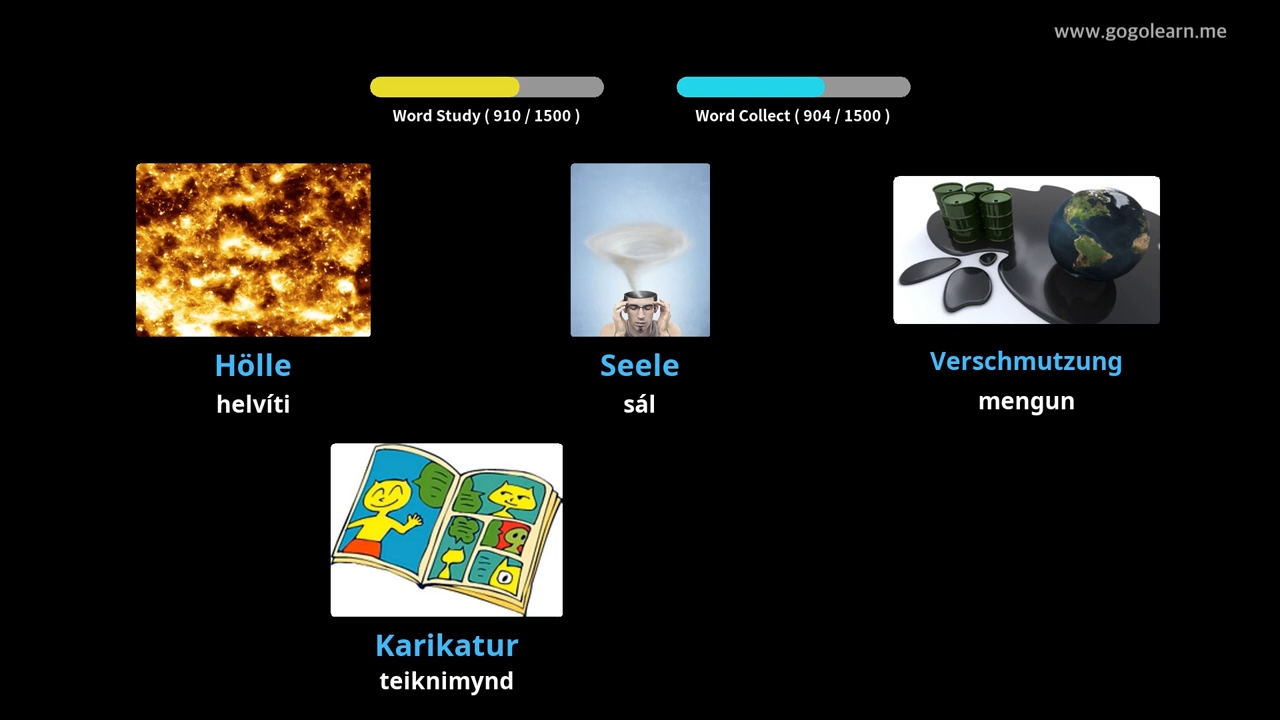 www.gogolearn.me
Word Study ( 910 / 1500 )
Word Collect ( 904 / 1500 )
Hölle
helvíti
Seele
sál
Verschmutzung
mengun
Karikatur
teiknimynd